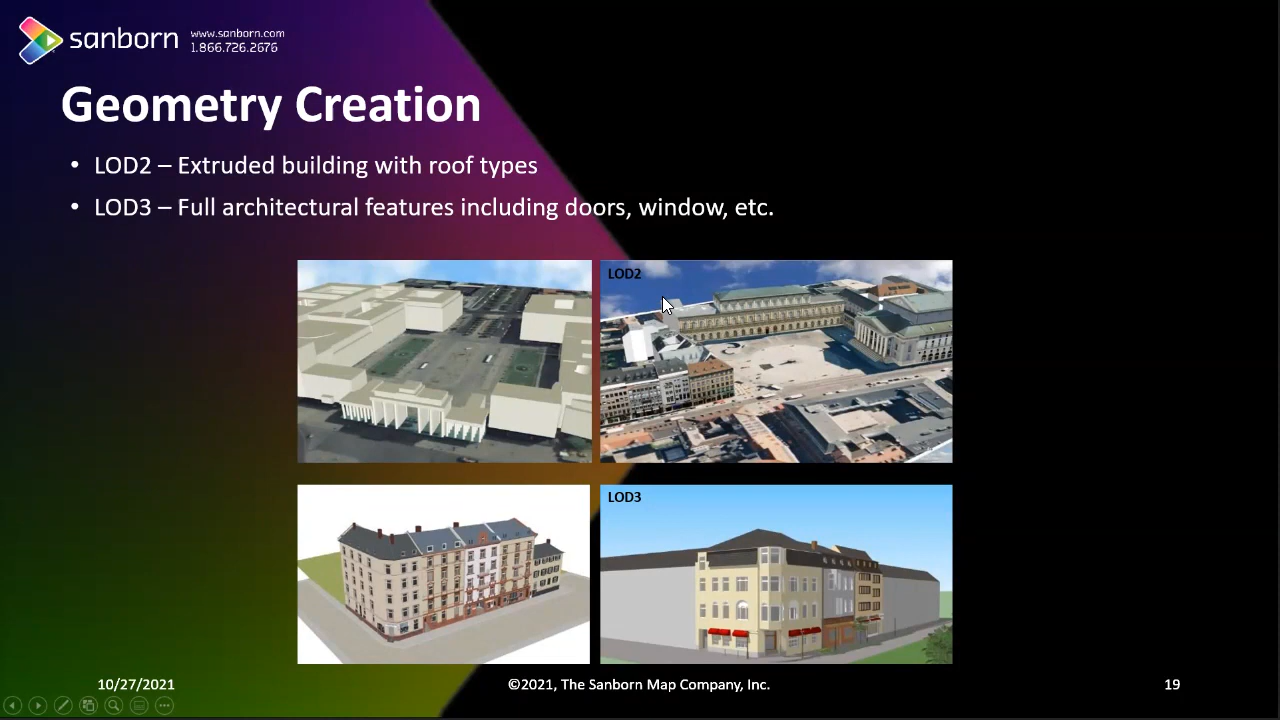 sanborn
www.sanborn.com
1.866.726.2676
Geometry Creation
• LOD2 – Extruded building with roof types
• LOD3 – Full architectural features including doors, window, etc.
LOD2
LOD3
10/27/2021
©2021, The Sanborn Map Company, Inc.
19